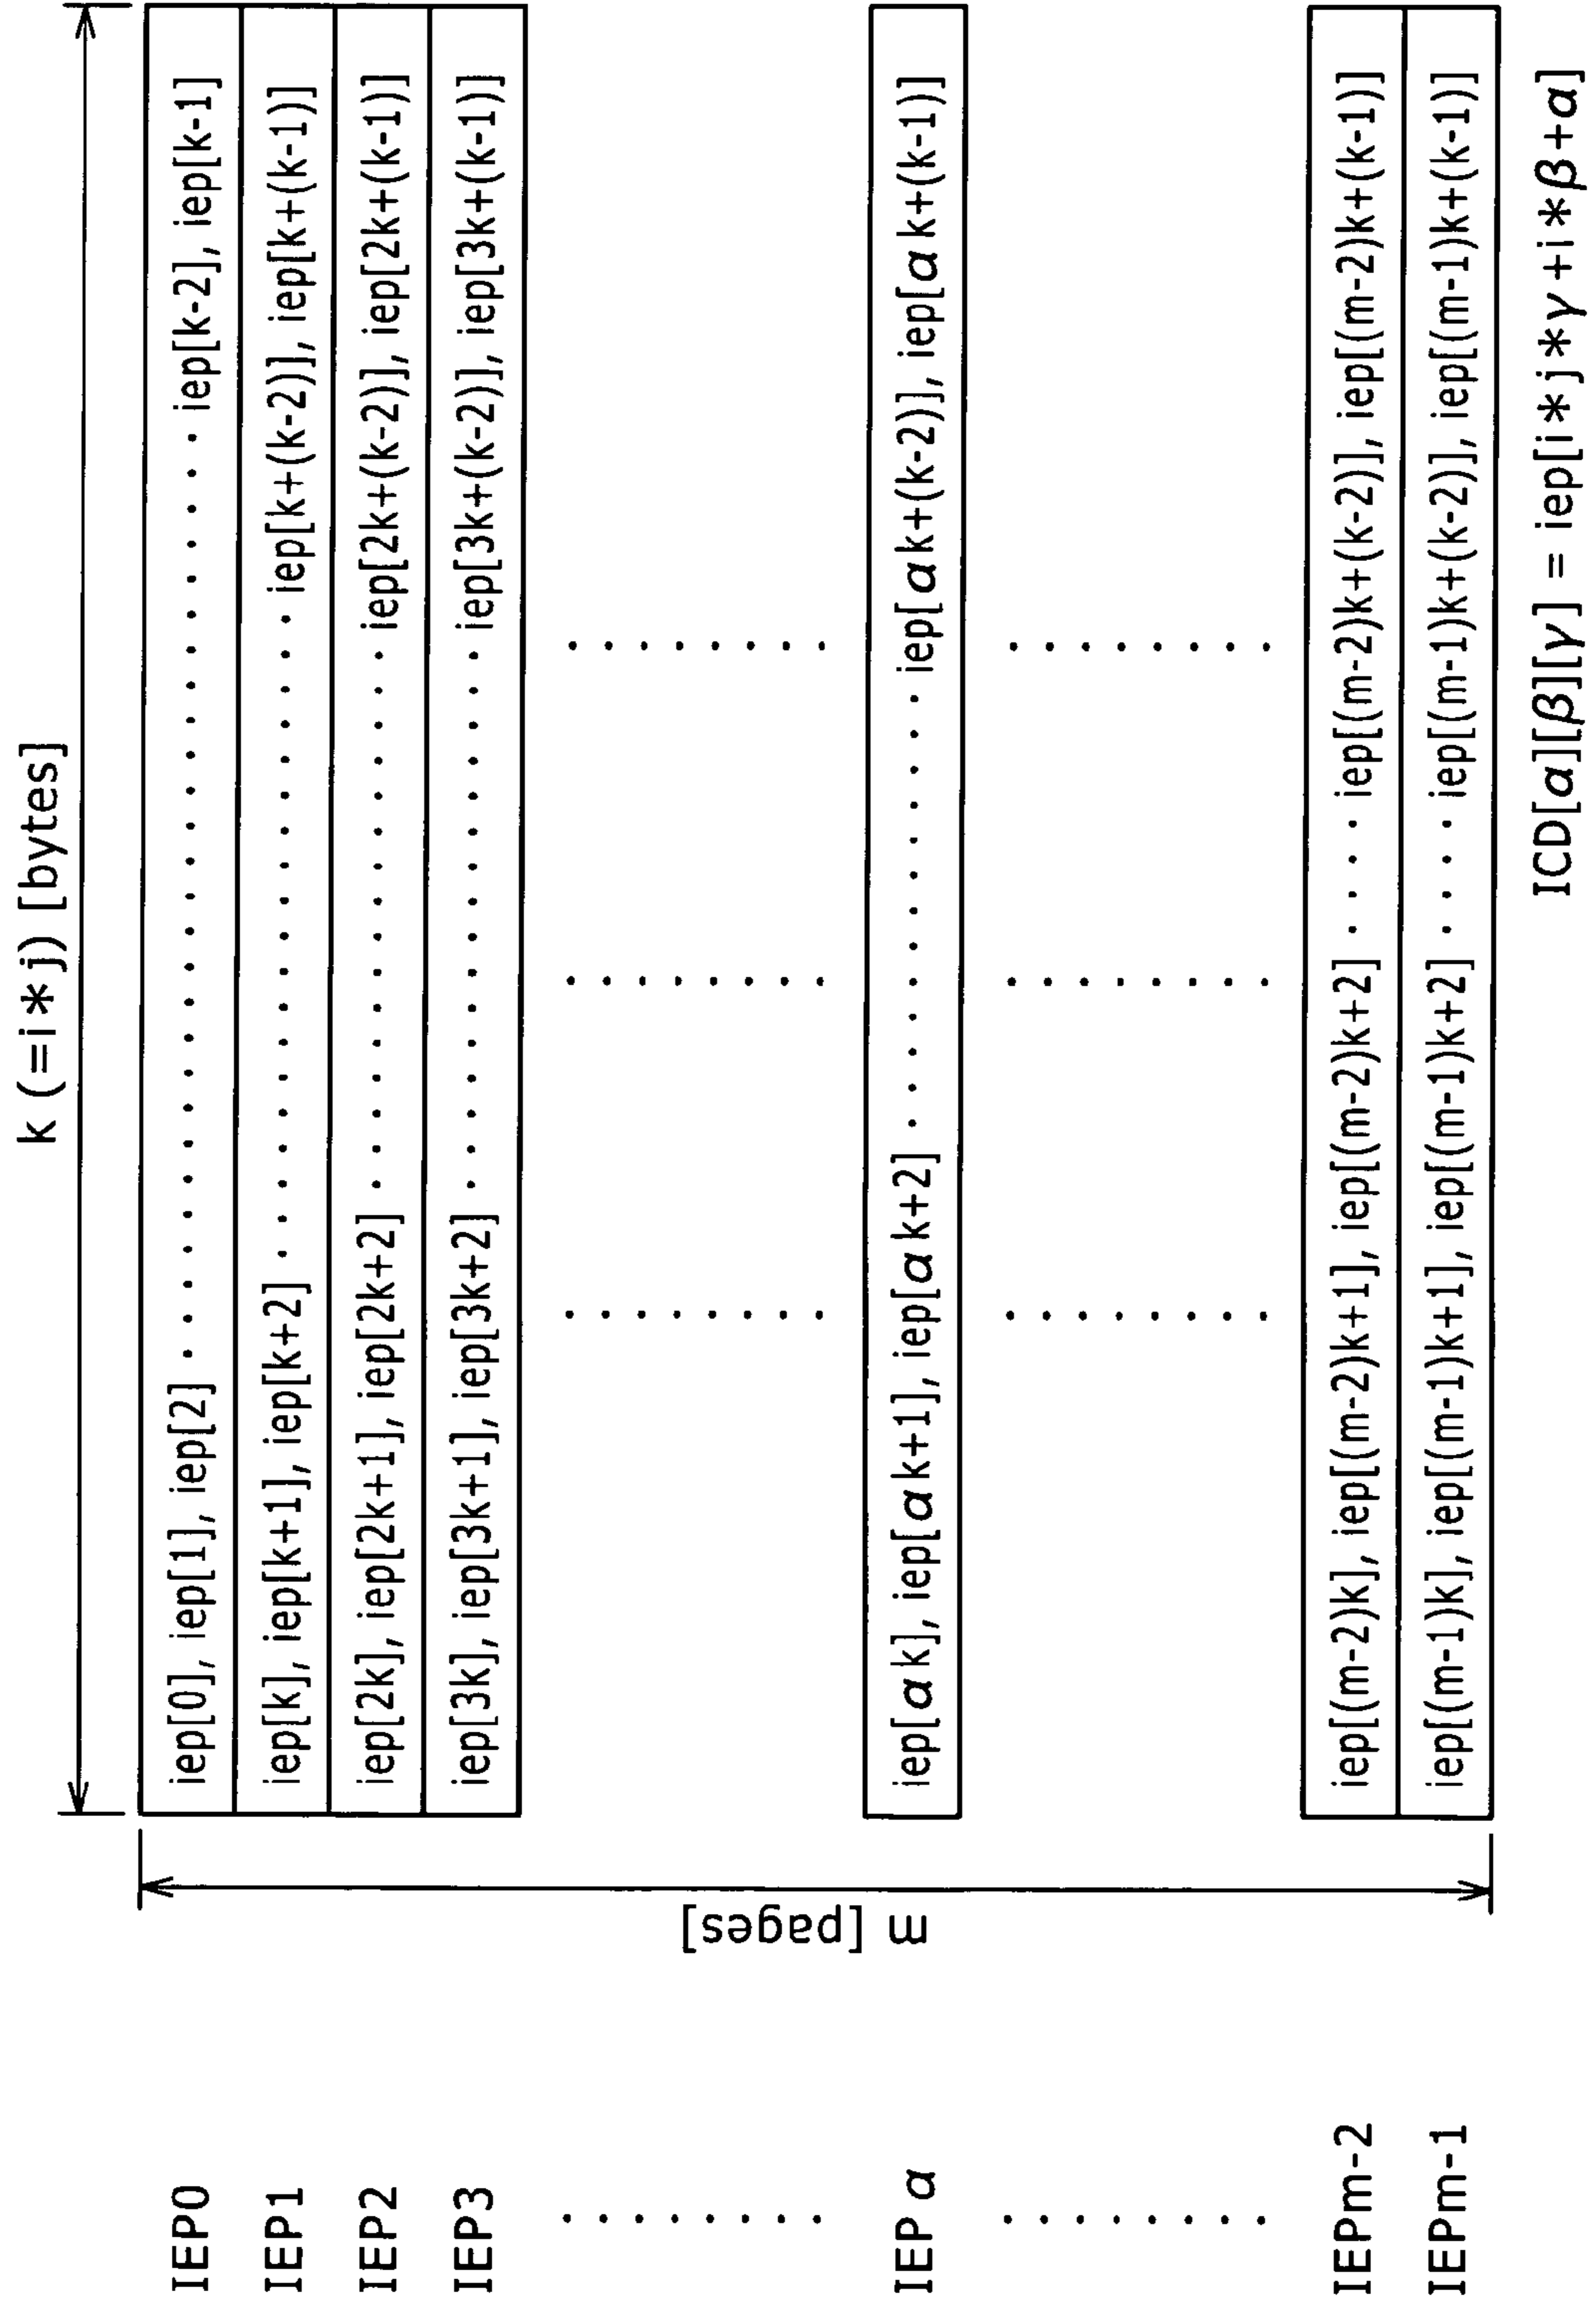 k (=i*j) [bytes]
IEP0 iep[0], iep[1], iep[2] · · · · · · iep[k-2], iep[k-1]
IEP1 iep[k], iep[k+1], iep[k+2] · · · · · · iep[k+(k-2)], iep[k+(k-1)]
IEP2 iep[2k], iep[2k+1], iep[2k+2] · · · · · · iep[2k+(k-2)], iep[2k+(k-1)]
IEP3 iep[3k], iep[3k+1], iep[3k+2] · · · · · · iep[3k+(k-2)], iep[3k+(k-1)]
m [pages]
IEP α iep[αk], iep[αk+1], iep[αk+2] · · · · · · iep[αk+(k-2)], iep[αk+(k-1)]
IEPm-2 iep[(m-2)k], iep[(m-2)k+1], iep[(m-2)k+2] · · · · iep[(m-2)k+(k-2)], iep[(m-2)k+(k-1)]
IEPm-1 iep[(m-1)k], iep[(m-1)k+1], iep[(m-1)k+2] · · · · iep[(m-1)k+(k-2)], iep[(m-1)k+(k-1)]
ICD[α][β][γ] = iep[i*j*γ+i*β+α]